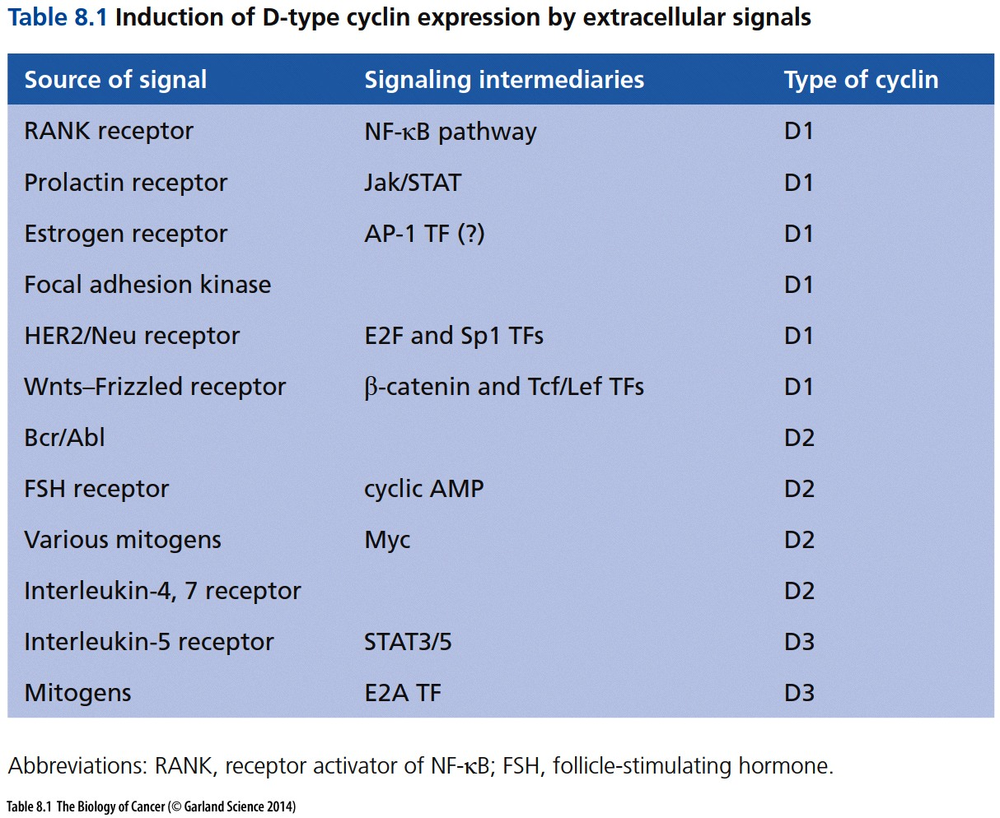 Table 8.1 Induction of D-type cyclin expression by extracellular signals
Source of signal Signaling intermediaries Type of cyclin
RANK receptor NF-κB pathway D1
Prolactin receptor Jak/STAT D1
Estrogen receptor AP-1 TF (?) D1
Focal adhesion kinase D1
HER2/Neu receptor E2F and Sp1 TFs D1
Wnts–Frizzled receptor β-catenin and Tcf/Lef TFs D1
Bcr/Abl D2
FSH receptor cyclic AMP D2
Various mitogens Myc D2
Interleukin-4, 7 receptor D2
Interleukin-5 receptor STAT3/5 D3
Mitogens E2A TF D3
Abbreviations: RANK, receptor activator of NF-κB; FSH, follicle-stimulating hormone.
Table 8.1 The Biology of Cancer (© Garland Science 2014)